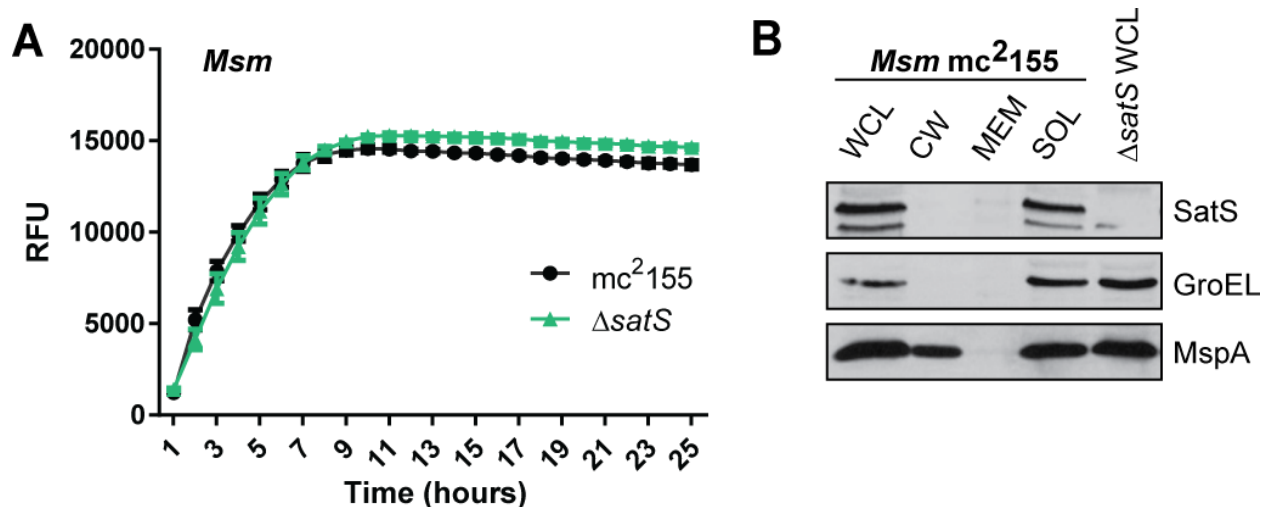 A
Msm
20000
15000
10000
5000
0
RFU
mc²155
ΔsatS
1 3 5 7 9 11 13 15 17 19 21 23 25
Time (hours)
B
Msm mc²155
WCL CW MEM SOL ΔsatS WCL
SatS
GroEL
MspA